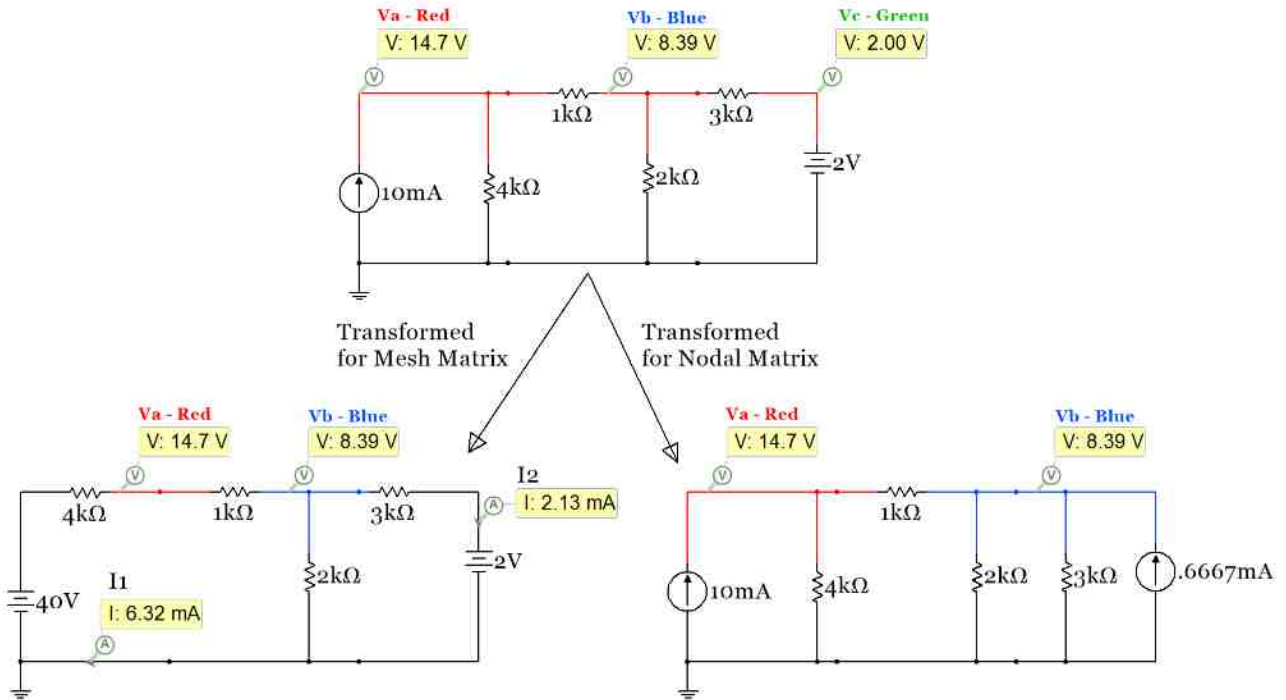 Va - Red
V: 14.7 V
Vb - Blue
V: 8.39 V
Vc - Green
V: 2.00 V
V
V
V
1kΩ
3kΩ
10mA
4kΩ
2kΩ
2V
Transformed
for Mesh Matrix
Transformed
for Nodal Matrix
Va - Red
V: 14.7 V
Vb - Blue
V: 8.39 V
V
V
4kΩ
1kΩ
3kΩ
I2
I: 2.13 mA
A
2kΩ
2V
40V
I1
I: 6.32 mA
A
Va - Red
V: 14.7 V
Vb - Blue
V: 8.39 V
V
V
1kΩ
10mA
4kΩ
2kΩ
3kΩ
.6667mA